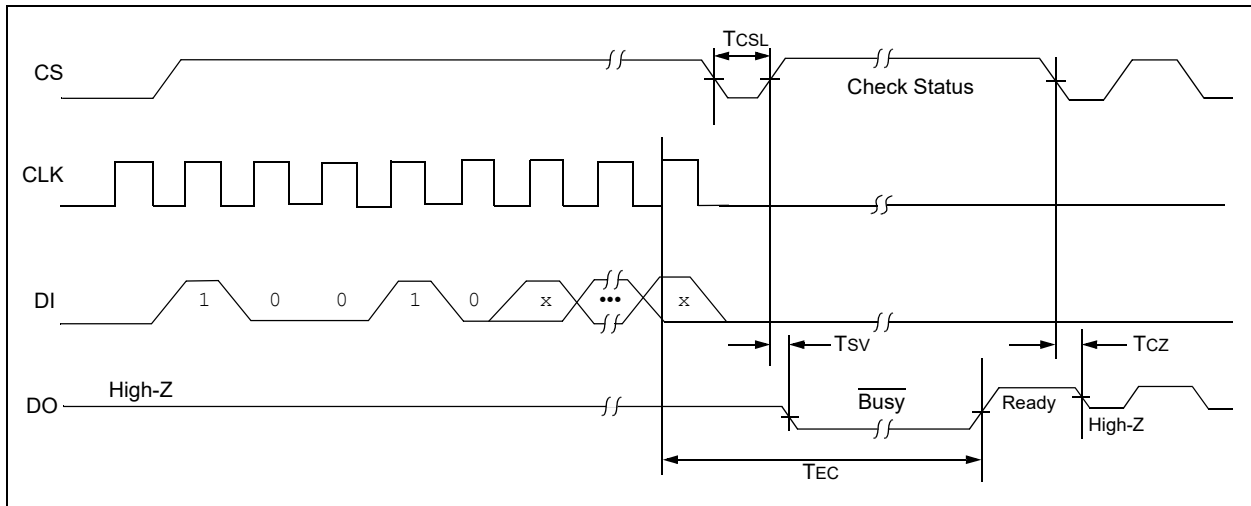 TCSL
CS
Check Status
CLK
DI 1 0 0 1 0 x ••• x
TSV TCZ
High-Z
DO Busy Ready High-Z
TEC